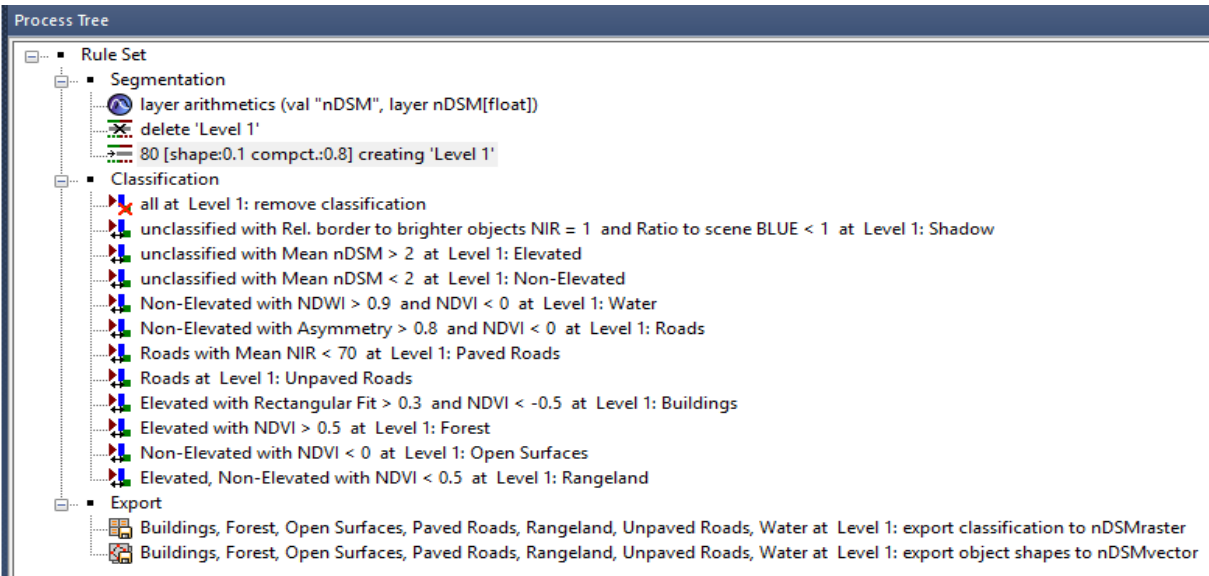 Process Tree
Rule Set
Segmentation
layer arithmetics (val "nDSM", layer nDSM[float])
delete 'Level 1'
80 [shape:0.1 compct.:0.8] creating 'Level 1'
Classification
all at Level 1: remove classification
unclassified with Rel. border to brighter objects NIR = 1 and Ratio to scene BLUE < 1 at Level 1: Shadow
unclassified with Mean nDSM > 2 at Level 1: Elevated
unclassified with Mean nDSM < 2 at Level 1: Non-Elevated
Non-Elevated with NDWI > 0.9 and NDVI < 0 at Level 1: Water
Non-Elevated with Asymmetry > 0.8 and NDVI < 0 at Level 1: Roads
Roads with Mean NIR < 70 at Level 1: Paved Roads
Roads at Level 1: Unpaved Roads
Elevated with Rectangular Fit > 0.3 and NDVI < -0.5 at Level 1: Buildings
Elevated with NDVI > 0.5 at Level 1: Forest
Non-Elevated with NDVI < 0 at Level 1: Open Surfaces
Elevated, Non-Elevated with NDVI < 0.5 at Level 1: Rangeland
Export
Buildings, Forest, Open Surfaces, Paved Roads, Rangeland, Unpaved Roads, Water at Level 1: export classification to nDSMraster
Buildings, Forest, Open Surfaces, Paved Roads, Rangeland, Unpaved Roads, Water at Level 1: export object shapes to nDSMvector